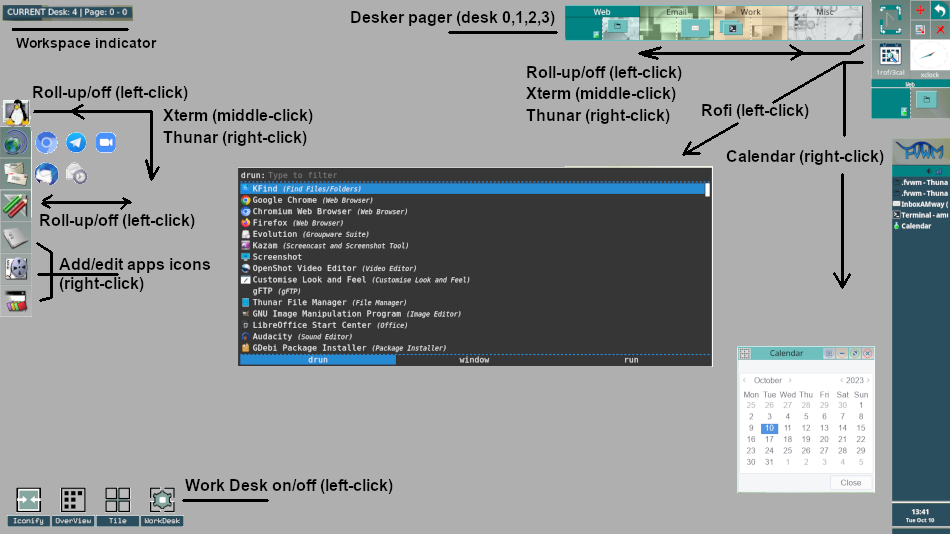 CURRENT Desk: 4 | Page: 0 - 0
Workspace indicator
Desker pager (desk 0,1,2,3)
Web
Email
Work
Misc
1rof/3cal
xclock
Web
Roll-up/off (left-click)
Xterm (middle-click)
Thunar (right-click)
Roll-up/off (left-click)
Xterm (middle-click)
Thunar (right-click)
Rofi (left-click)
Calendar (right-click)
FVWM
.fvwm - Thuna
.fvwm - Thuna
InboxAMway (
Terminal - am
Calendar
Roll-up/off (left-click)
Add/edit apps icons
(right-click)
drun: Type to filter
KFind (Find Files/Folders)
Google Chrome (Web Browser)
Chromium Web Browser (Web Browser)
Firefox (Web Browser)
Evolution (Groupware Suite)
Kazam (Screencast and Screenshot Tool)
Screenshot
OpenShot Video Editor (Video Editor)
Customise Look and Feel (Customise Look and Feel)
gFTP (gFTP)
Thunar File Manager (File Manager)
GNU Image Manipulation Program (Image Editor)
LibreOffice Start Center (Office)
Audacity (Sound Editor)
GDebi Package Installer (Package Installer)
drun window run
Calendar
October 2023
Mon Tue Wed Thu Fri Sat Sun
25 26 27 28 29 30 1
2 3 4 5 6 7 8
9 10 11 12 13 14 15
16 17 18 19 20 21 22
23 24 25 26 27 28 29
30 31 1 2 3 4 5
Close
Work Desk on/off (left-click)
Iconify OverView Tile WorkDesk
13:41
Tue Oct 10